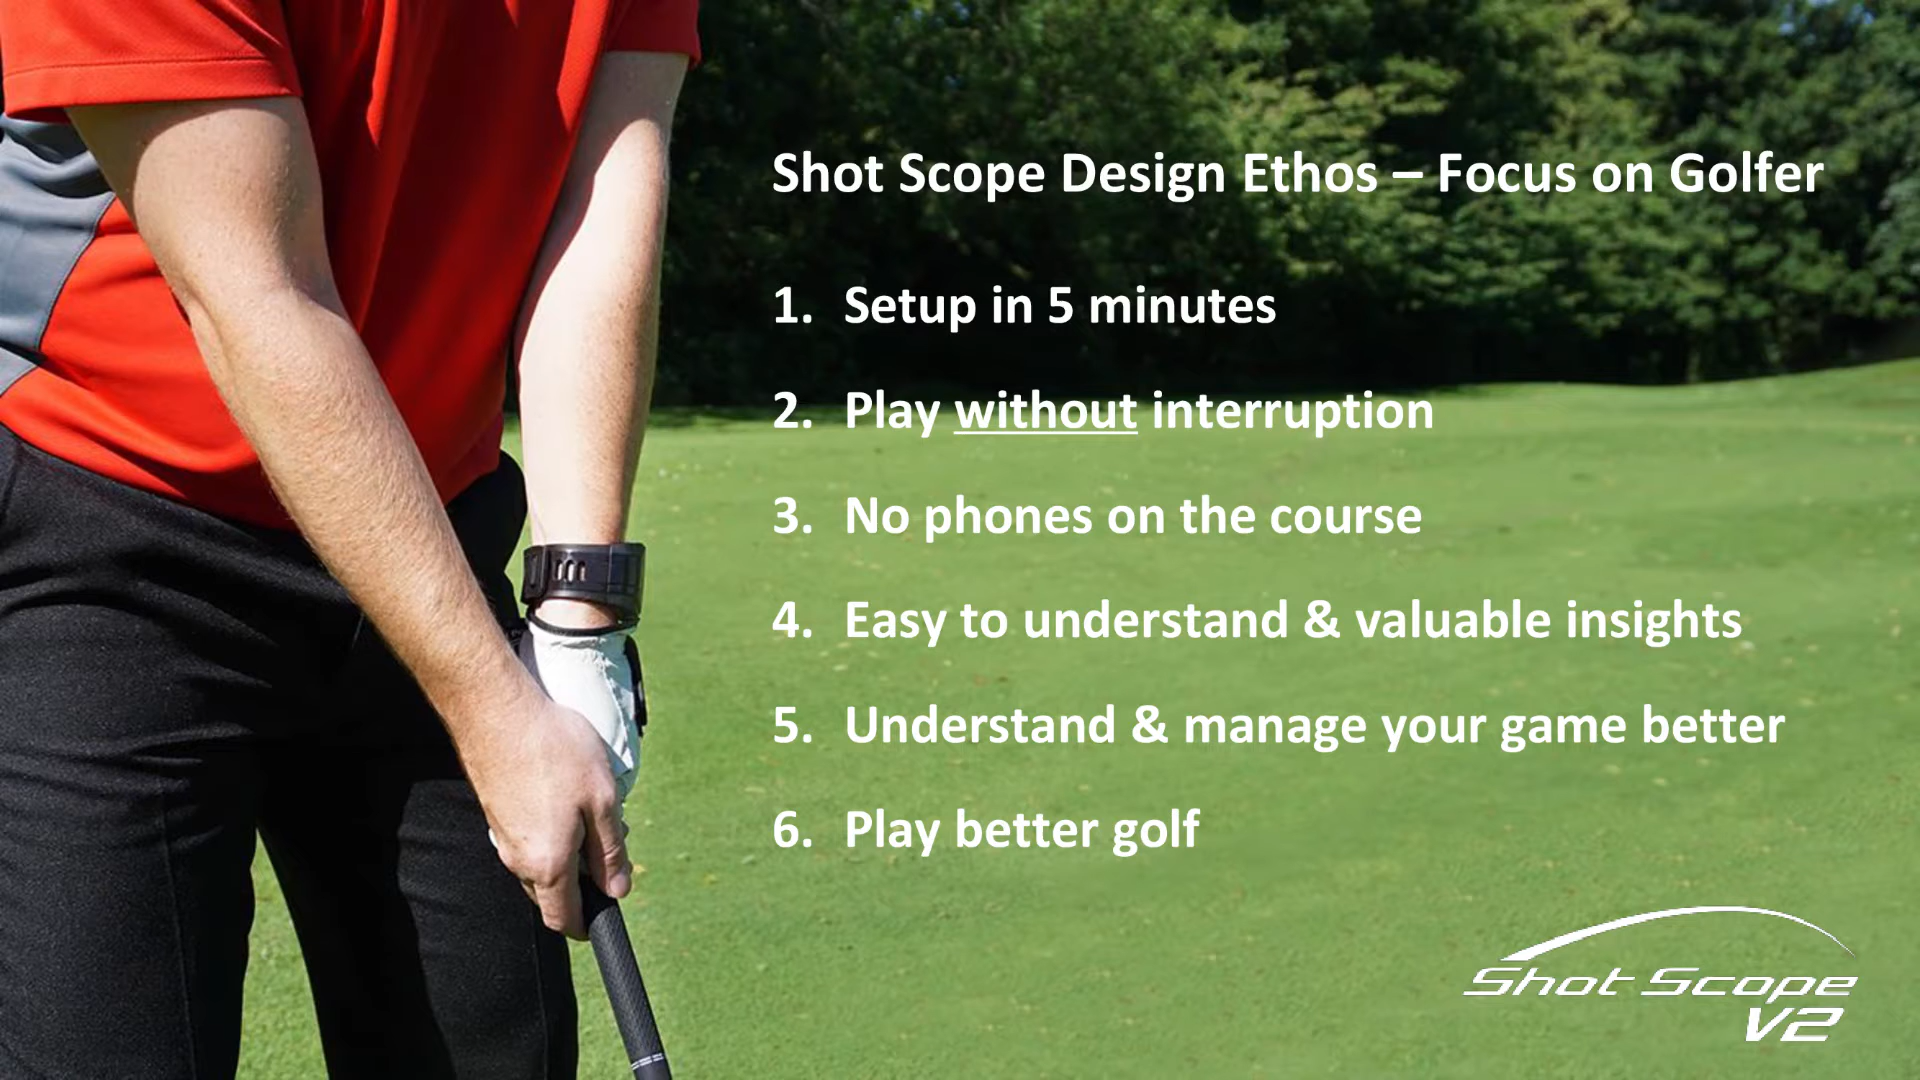 Shot Scope Design Ethos – Focus on Golfer
1. Setup in 5 minutes
2. Play without interruption
3. No phones on the course
4. Easy to understand & valuable insights
5. Understand & manage your game better
6. Play better golf
Shot Scope
V2